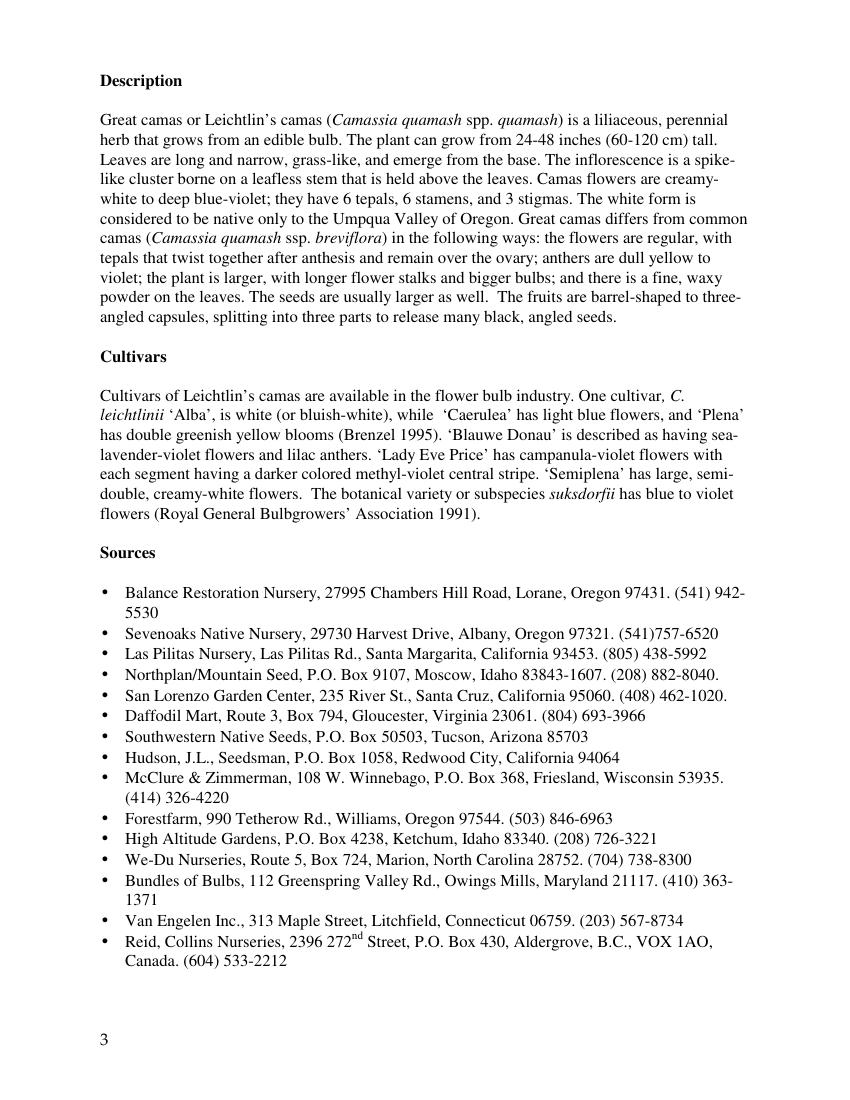 Description
Great camas or Leichtlin's camas (Camassia quamash spp. quamash) is a liliaceous, perennial
herb that grows from an edible bulb. The plant can grow from 24-48 inches (60-120 cm) tall.
Leaves are long and narrow, grass-like, and emerge from the base. The inflorescence is a spike-
like cluster borne on a leafless stem that is held above the leaves. Camas flowers are creamy-
white to deep blue-violet; they have 6 tepals, 6 stamens, and 3 stigmas. The white form is
considered to be native only to the Umpqua Valley of Oregon. Great camas differs from common
camas (Camassia quamash ssp. breviflora) in the following ways: the flowers are regular, with
tepals that twist together after anthesis and remain over the ovary; anthers are dull yellow to
violet; the plant is larger, with longer flower stalks and bigger bulbs; and there is a fine, waxy
powder on the leaves. The seeds are usually larger as well.  The fruits are barrel-shaped to three-
angled capsules, splitting into three parts to release many black, angled seeds.
Cultivars
Cultivars of Leichtlin's camas are available in the flower bulb industry. One cultivar, C.
leichtlinii 'Alba', is white (or bluish-white), while  'Caerulea' has light blue flowers, and 'Plena'
has double greenish yellow blooms (Brenzel 1995). 'Blauwe Donau' is described as having sea-
lavender-violet flowers and lilac anthers. 'Lady Eve Price' has campanula-violet flowers with
each segment having a darker colored methyl-violet central stripe. 'Semiplena' has large, semi-
double, creamy-white flowers.  The botanical variety or subspecies suksdorfii has blue to violet
flowers (Royal General Bulbgrowers' Association 1991).
Sources
• Balance Restoration Nursery, 27995 Chambers Hill Road, Lorane, Oregon 97431. (541) 942-
5530
• Sevenoaks Native Nursery, 29730 Harvest Drive, Albany, Oregon 97321. (541)757-6520
• Las Pilitas Nursery, Las Pilitas Rd., Santa Margarita, California 93453. (805) 438-5992
• Northplan/Mountain Seed, P.O. Box 9107, Moscow, Idaho 83843-1607. (208) 882-8040.
• San Lorenzo Garden Center, 235 River St., Santa Cruz, California 95060. (408) 462-1020.
• Daffodil Mart, Route 3, Box 794, Gloucester, Virginia 23061. (804) 693-3966
• Southwestern Native Seeds, P.O. Box 50503, Tucson, Arizona 85703
• Hudson, J.L., Seedsman, P.O. Box 1058, Redwood City, California 94064
• McClure & Zimmerman, 108 W. Winnebago, P.O. Box 368, Friesland, Wisconsin 53935.
(414) 326-4220
• Forestfarm, 990 Tetherow Rd., Williams, Oregon 97544. (503) 846-6963
• High Altitude Gardens, P.O. Box 4238, Ketchum, Idaho 83340. (208) 726-3221
• We-Du Nurseries, Route 5, Box 724, Marion, North Carolina 28752. (704) 738-8300
• Bundles of Bulbs, 112 Greenspring Valley Rd., Owings Mills, Maryland 21117. (410) 363-
1371
• Van Engelen Inc., 313 Maple Street, Litchfield, Connecticut 06759. (203) 567-8734
• Reid, Collins Nurseries, 2396 272nd Street, P.O. Box 430, Aldergrove, B.C., VOX 1AO,
Canada. (604) 533-2212
3